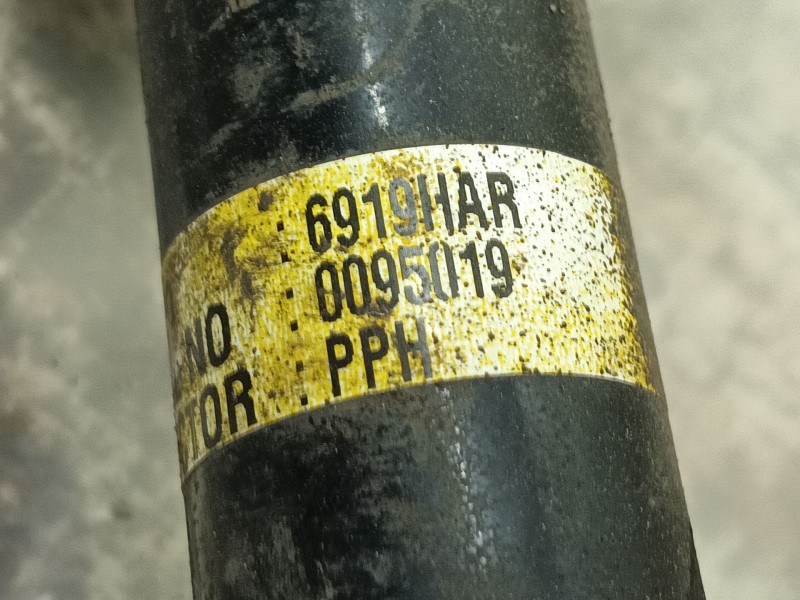 : 6919HAR
NO : 0095019
TOR : PPH